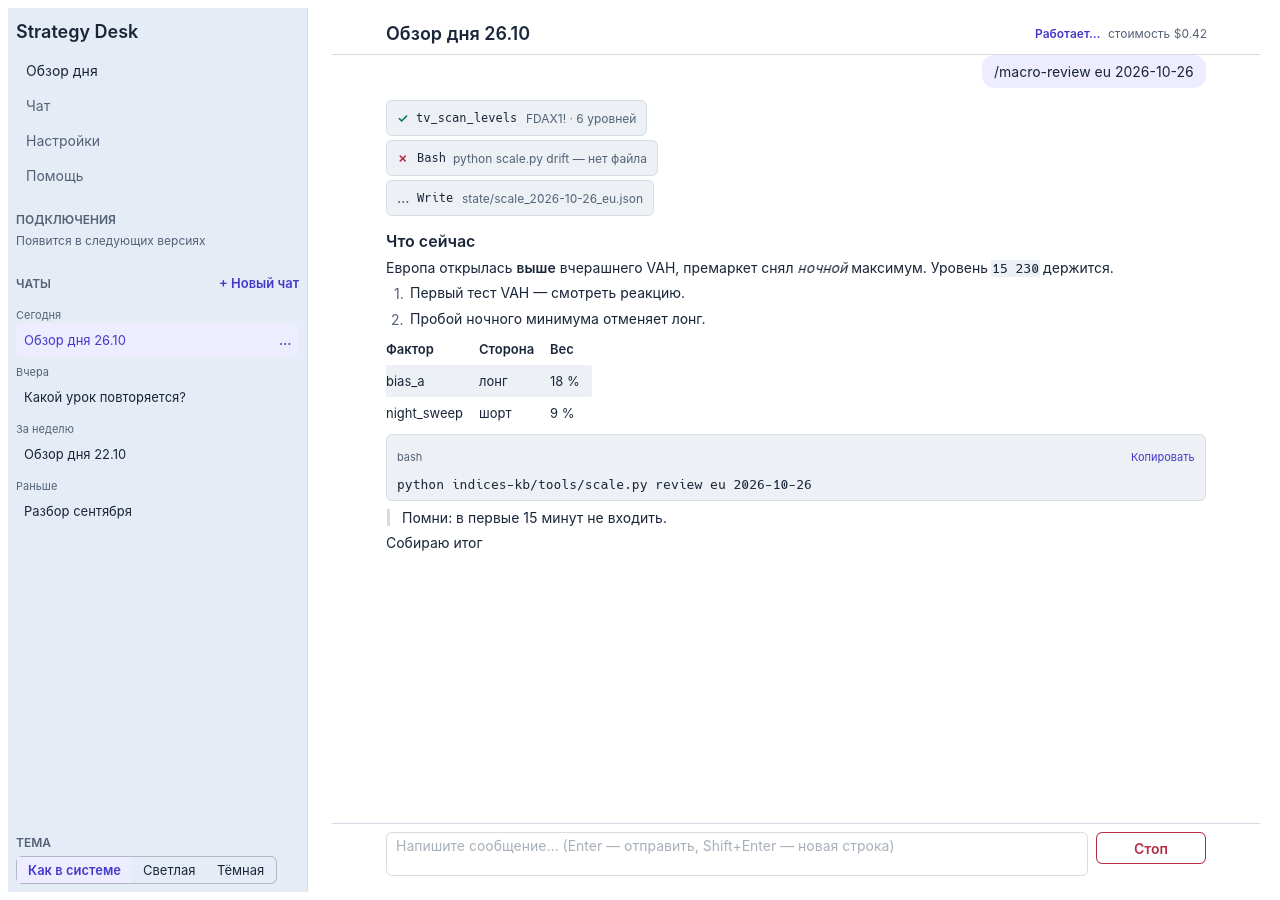 Strategy Desk
Обзор дня
Чат
Настройки
Помощь
ПОДКЛЮЧЕНИЯ
Появится в следующих версиях
ЧАТЫ
+ Новый чат
Сегодня
Обзор дня 26.10 …
Вчера
Какой урок повторяется?
За неделю
Обзор дня 22.10
Раньше
Разбор сентября
ТЕМА
Как в системе Светлая Тёмная
Обзор дня 26.10
Работает… стоимость $0.42
/macro-review eu 2026-10-26
✓ tv_scan_levels FDAX1! · 6 уровней
× Bash python scale.py drift — нет файла
… Write state/scale_2026-10-26_eu.json
Что сейчас
Европа открылась выше вчерашнего VAH, премаркет снял ночной максимум. Уровень 15 230 держится.
1. Первый тест VAH — смотреть реакцию.
2. Пробой ночного минимума отменяет лонг.
Фактор Сторона Вес
bias_a лонг 18 %
night_sweep шорт 9 %
bash Копировать
python indices-kb/tools/scale.py review eu 2026-10-26
Помни: в первые 15 минут не входить.
Собираю итог
Напишите сообщение… (Enter — отправить, Shift+Enter — новая строка)
Стоп